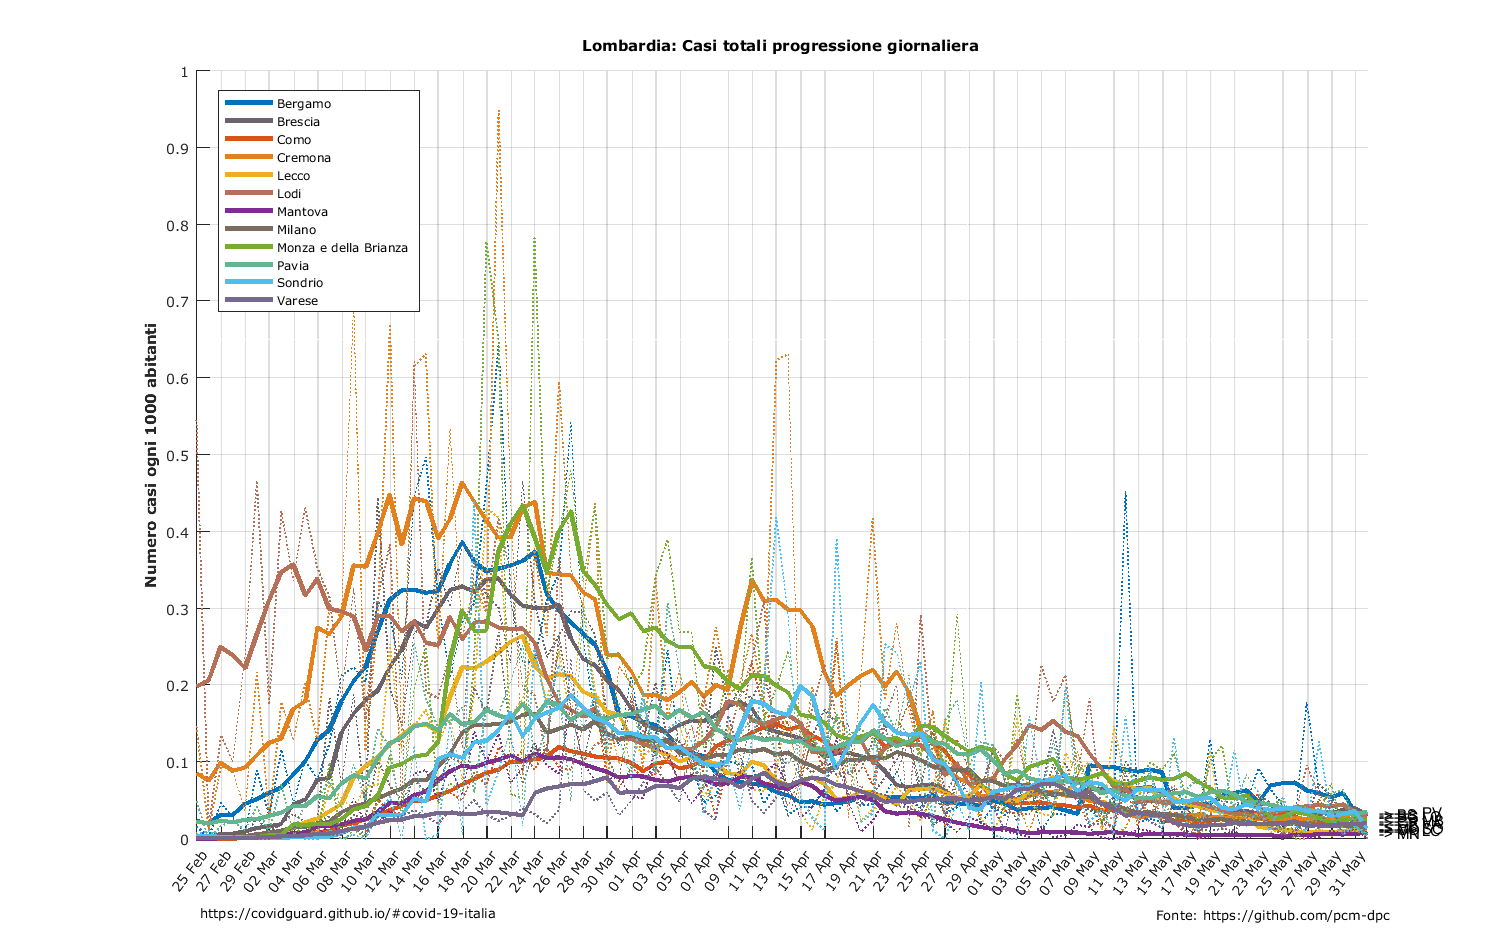 Lombardia: Casi totali progressione giornaliera
Numero casi ogni 1000 abitanti
1
0.9
0.8
0.7
0.6
0.5
0.4
0.3
0.2
0.1
0
Bergamo
Brescia
Como
Cremona
Lecco
Lodi
Mantova
Milano
Monza e della Brianza
Pavia
Sondrio
Varese
25 Feb
27 Feb
29 Feb
02 Mar
04 Mar
06 Mar
08 Mar
10 Mar
12 Mar
14 Mar
16 Mar
18 Mar
20 Mar
22 Mar
24 Mar
26 Mar
28 Mar
30 Mar
01 Apr
03 Apr
05 Apr
07 Apr
09 Apr
11 Apr
13 Apr
15 Apr
17 Apr
19 Apr
21 Apr
23 Apr
25 Apr
27 Apr
29 Apr
01 May
03 May
05 May
07 May
09 May
11 May
13 May
15 May
17 May
19 May
21 May
23 May
25 May
27 May
29 May
31 May
https://covidguard.github.io/#covid-19-italia
Fonte: https://github.com/pcm-dpc